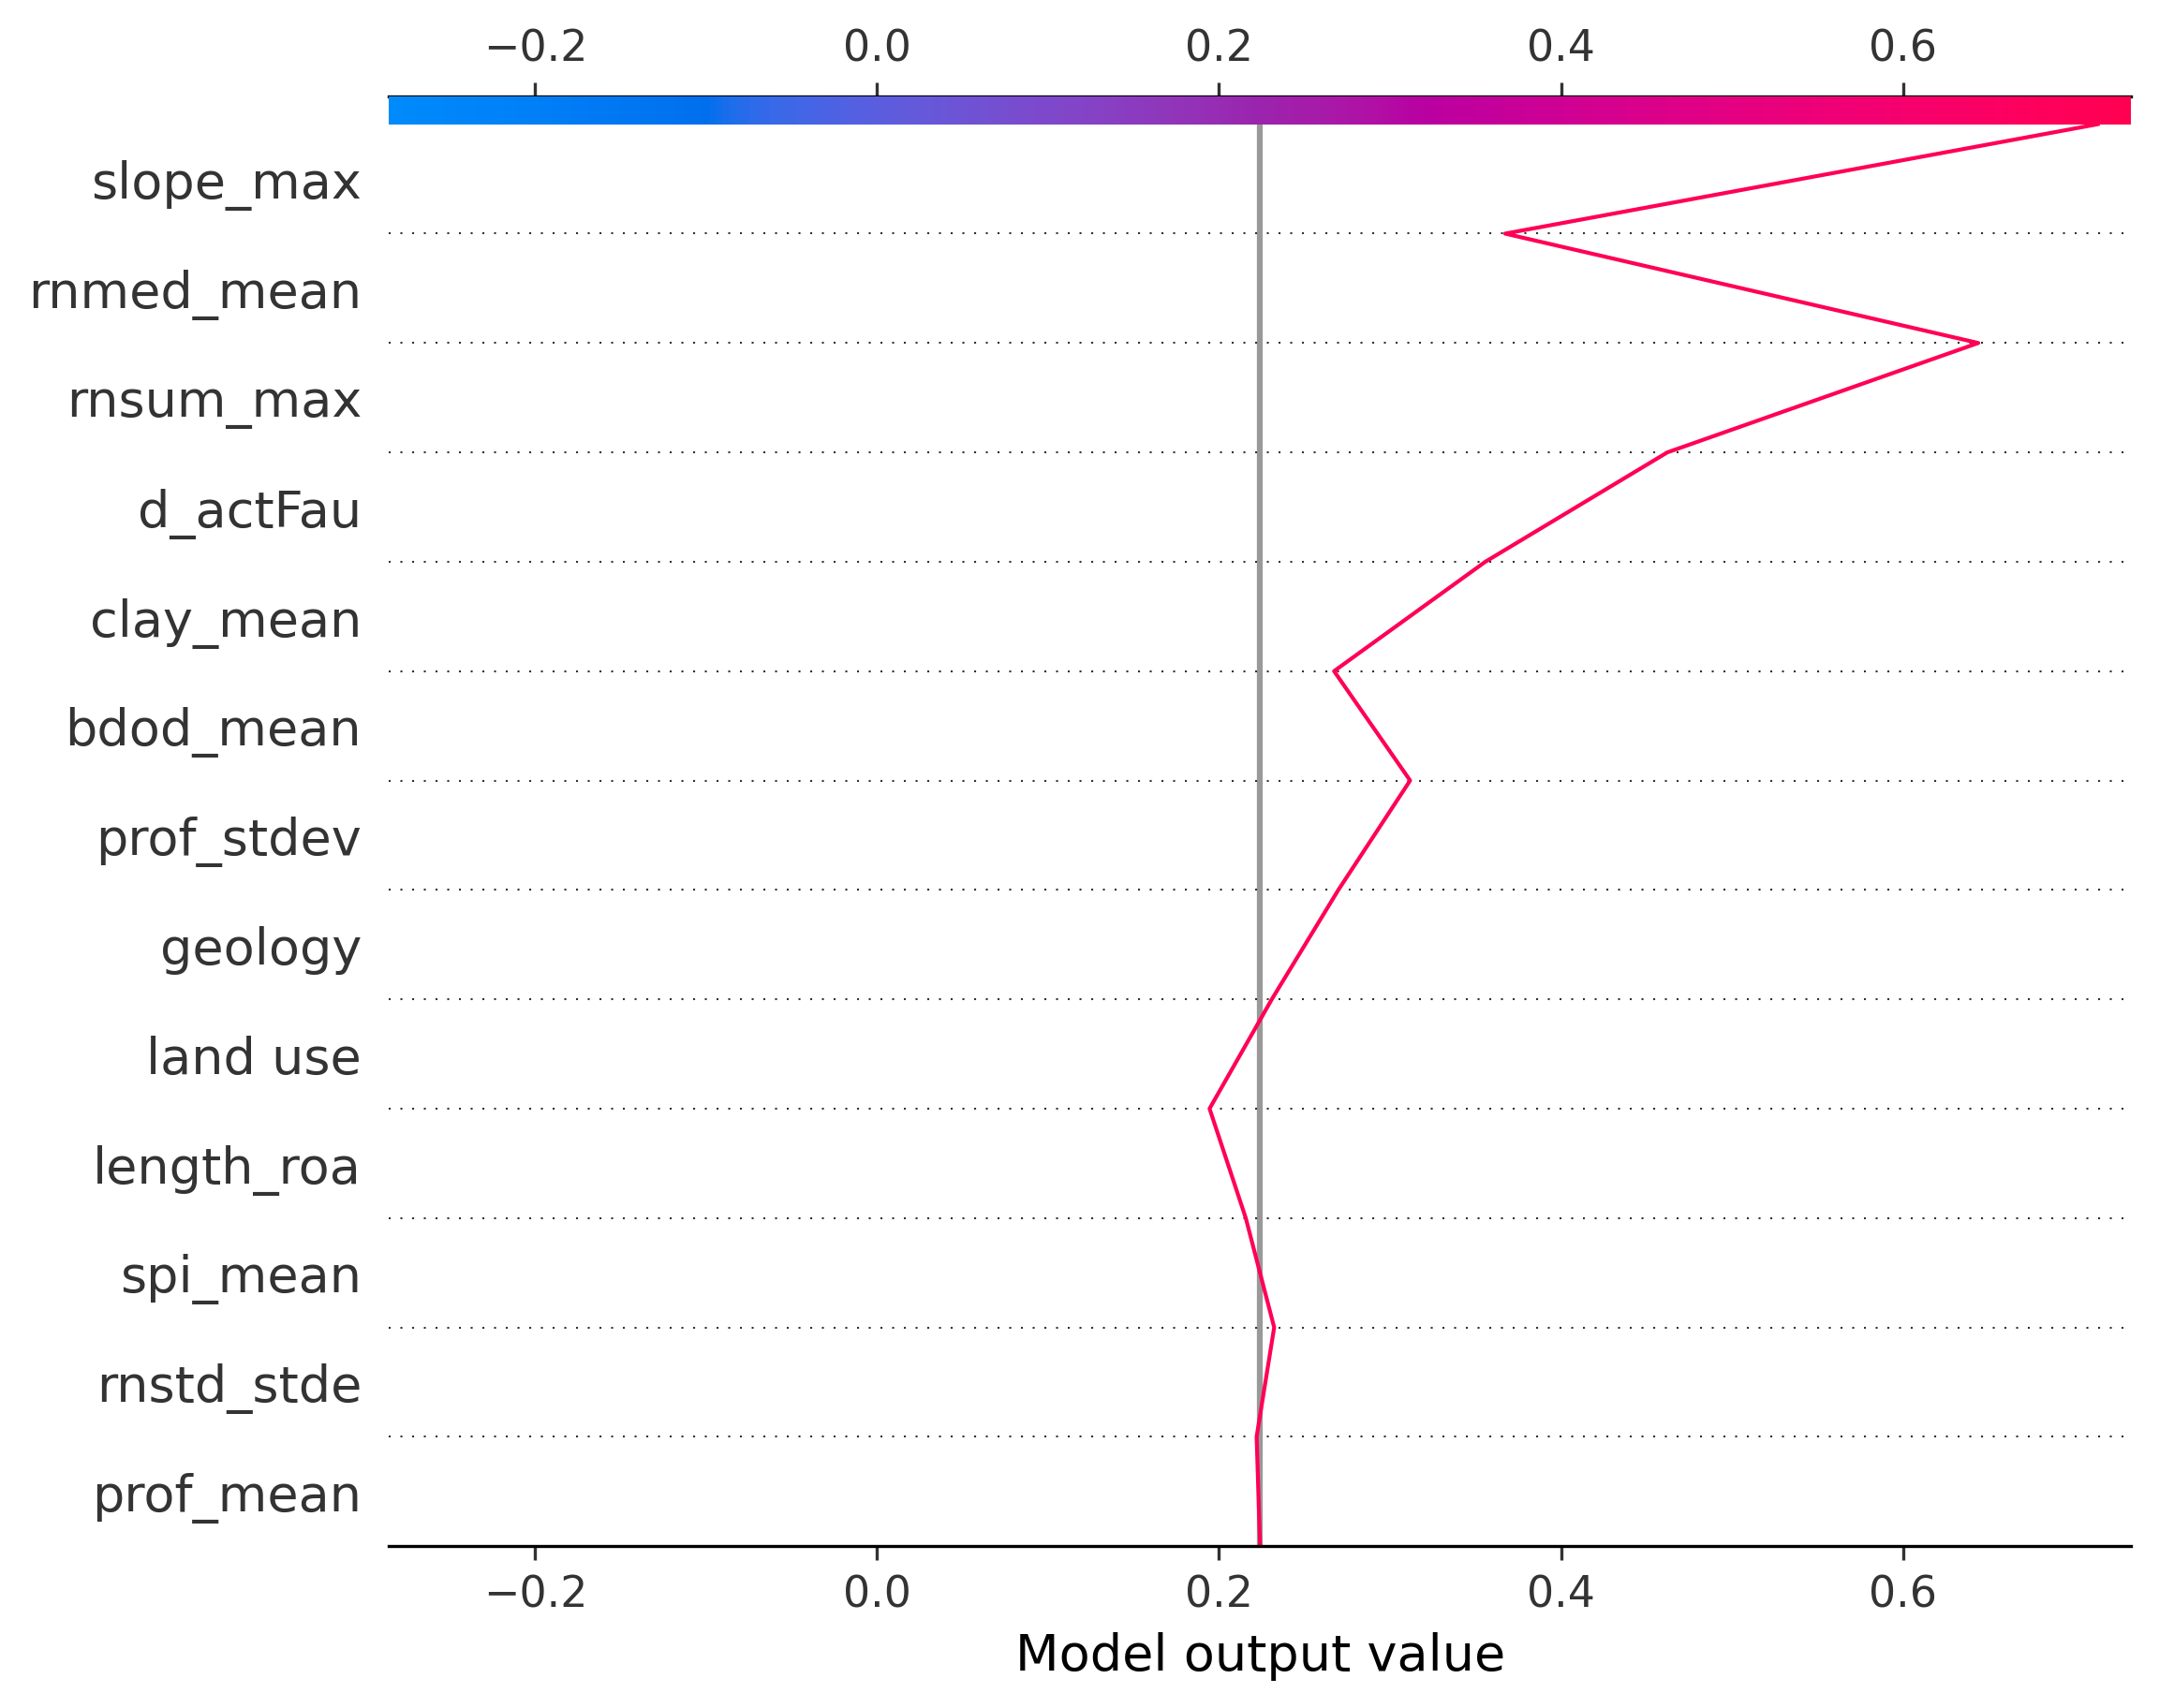 −0.2 0.0 0.2 0.4 0.6
slope_max
rnmed_mean
rnsum_max
d_actFau
clay_mean
bdod_mean
prof_stdev
geology
land use
length_roa
spi_mean
rnstd_stde
prof_mean
−0.2 0.0 0.2 0.4 0.6
Model output value